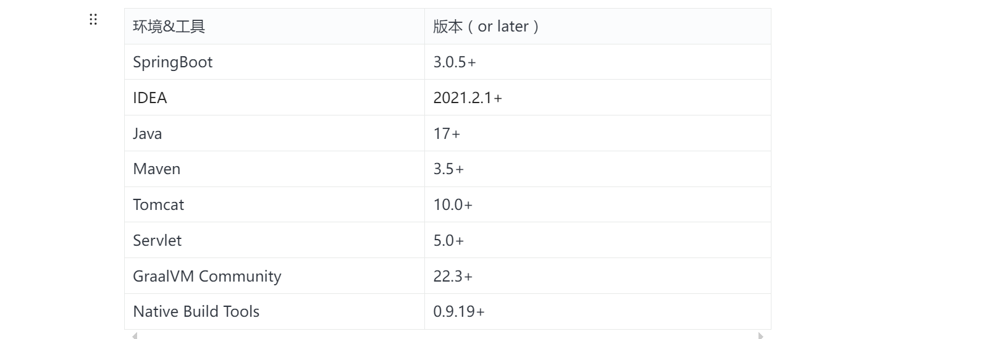 环境&工具 版本（or later）
SpringBoot 3.0.5+
IDEA 2021.2.1+
Java 17+
Maven 3.5+
Tomcat 10.0+
Servlet 5.0+
GraalVM Community 22.3+
Native Build Tools 0.9.19+